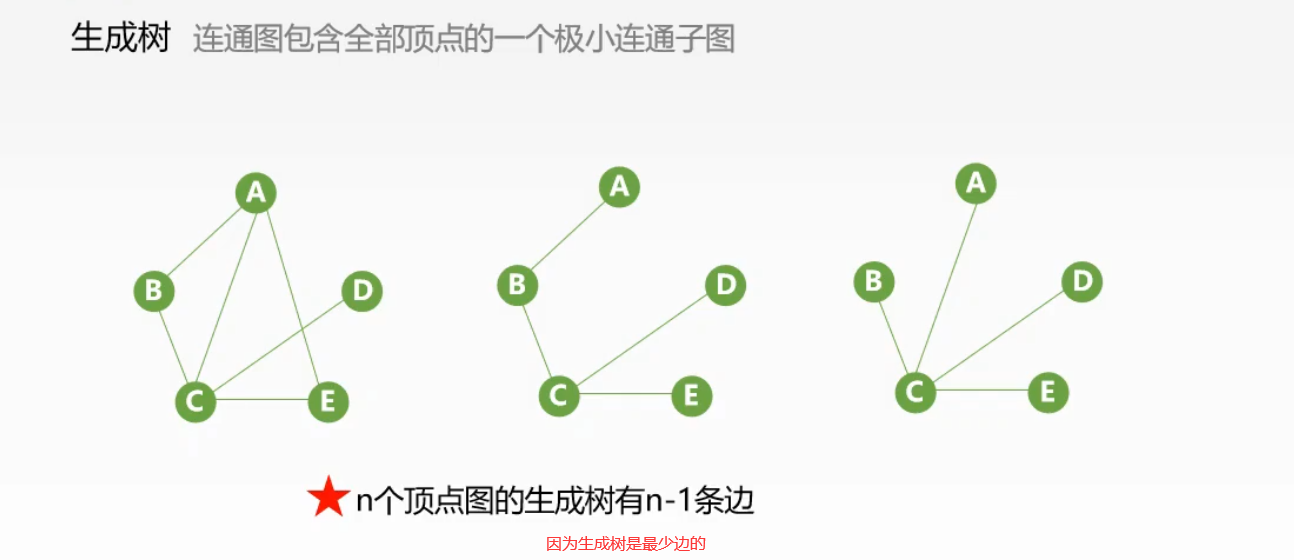 生成树 连通图包含全部顶点的一个极小连通子图
A A A
B D B D B D
C E C E C E
n个顶点图的生成树有n-1条边
因为生成树是最少边的